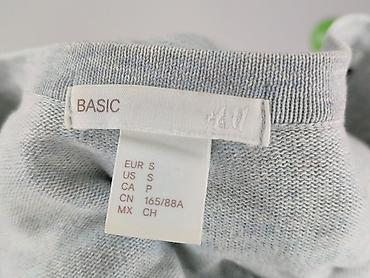 BASIC H&M
EUR S
US S
CA P
CN 165/88A
MX CH